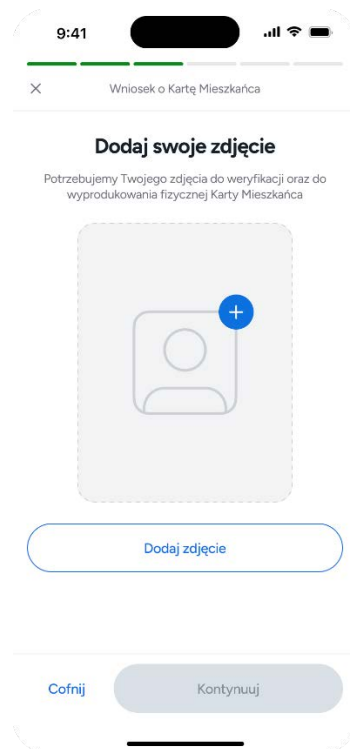 9:41
Wniosek o Kartę Mieszkańca
Dodaj swoje zdjęcie
Potrzebujemy Twojego zdjęcia do weryfikacji oraz do
wyprodukowania fizycznej Karty Mieszkańca
Dodaj zdjęcie
Cofnij
Kontynuuj